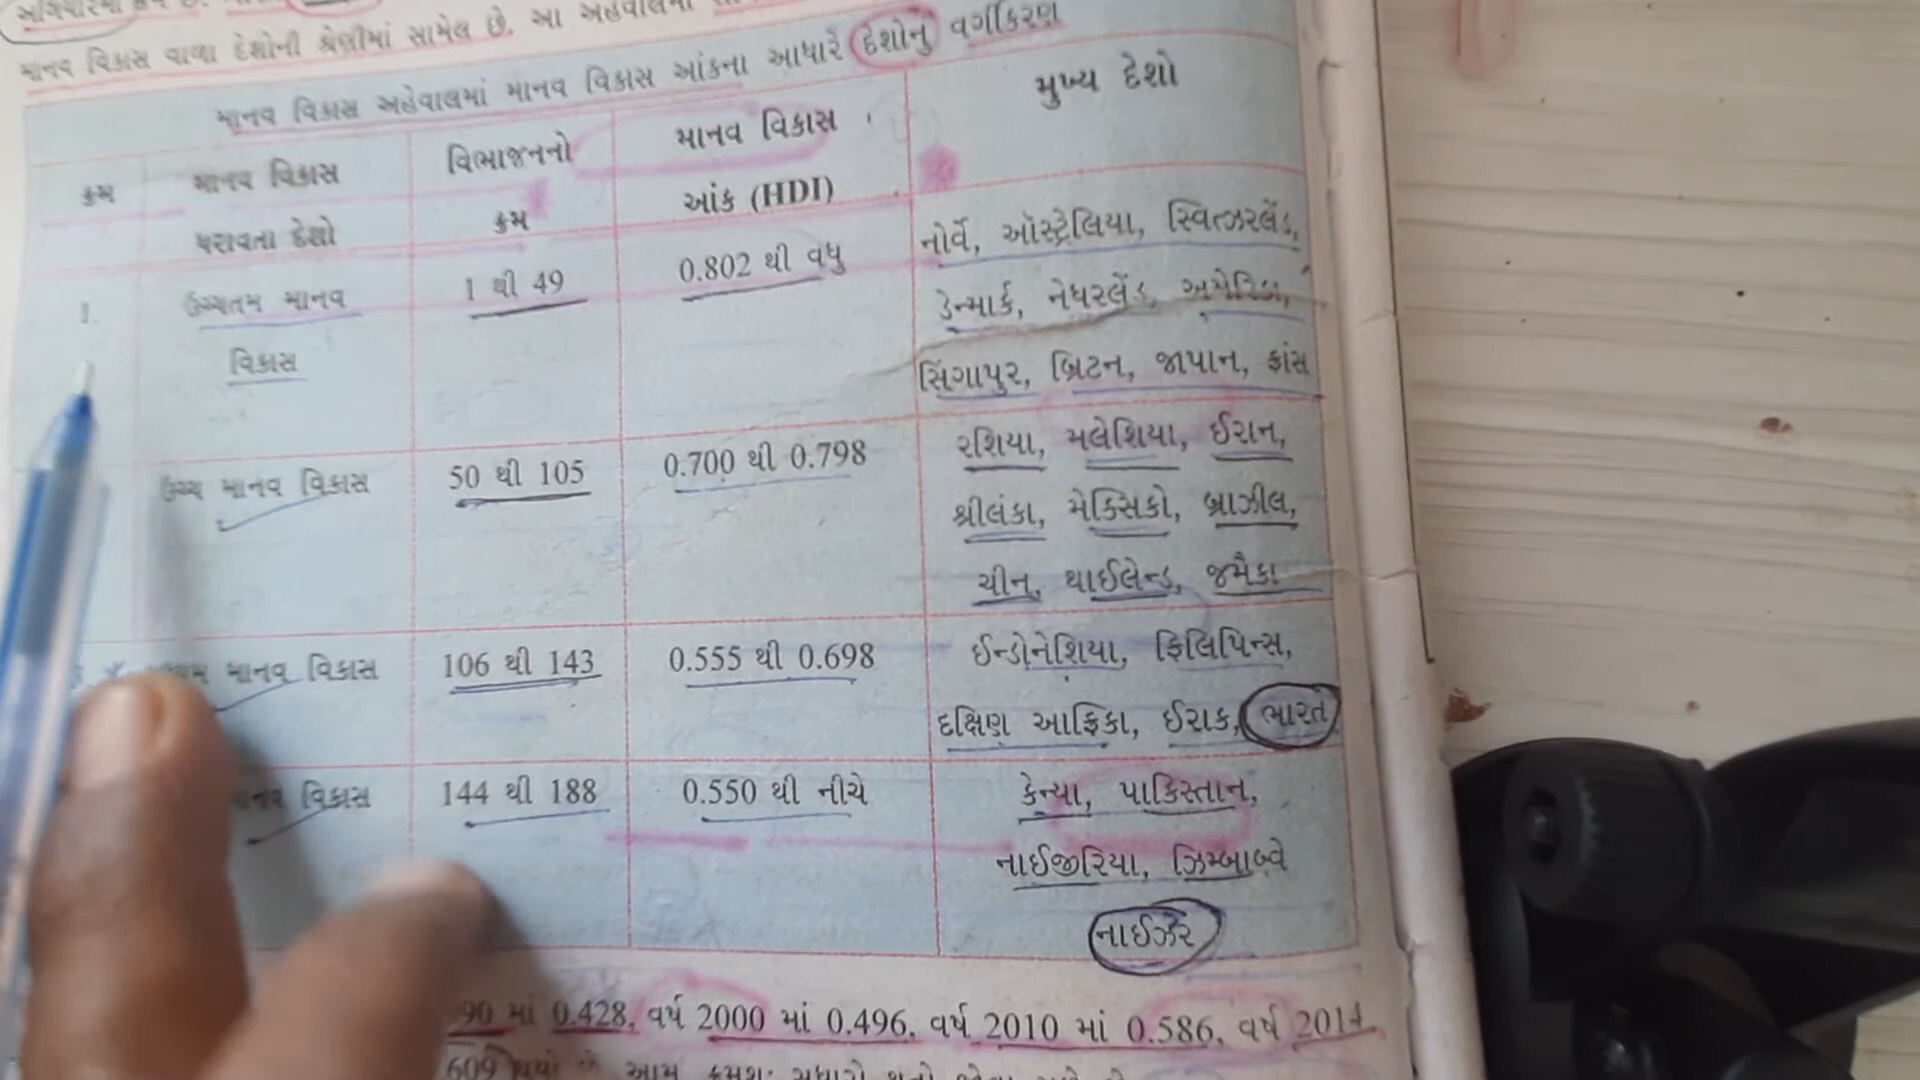 માનવ વિકાસ વાળા દેશોની શ્રેણીમાં સામેલ છે. આ અહેવાલમાં
માનવ વિકાસ અહેવાલમાં માનવ વિકાસ આંકના આધારે દેશોનુ વર્ગીકરણ
ક્રમ
માનવ વિકાસ
ધરાવતા દેશો
વિભાજનનો
ક્રમ
માનવ વિકાસ
આંક (HDI)
મુખ્ય દેશો
1.
ઉચ્ચતમ માનવ
વિકાસ
1 થી 49
0.802 થી વધુ
નોર્વે, ઑસ્ટ્રેલિયા, સ્વિત્ઝરલેંડ,
ડેન્માર્ક, નેધરલેંડ, અમેરિકા,
સિંગાપુર, બ્રિટન, જાપાન, ફ્રાંસ
ઉચ્ચ માનવ વિકાસ
50 થી 105
0.700 થી 0.798
રશિયા, મલેશિયા, ઈરાન,
શ્રીલંકા, મેક્સિકો, બ્રાઝીલ,
ચીન, થાઈલેન્ડ, જમૈકા
માનવ વિકાસ
106 થી 143
0.555 થી 0.698
ઈન્ડોનેશિયા, ફિલિપિન્સ,
દક્ષિણ આફ્રિકા, ઈરાક, ભારત
વિકાસ
144 થી 188
0.550 થી નીચે
કેન્યા, પાકિસ્તાન,
નાઈજીરિયા, ઝિમ્બાબ્વે
નાઈઝર
90 માં 0.428, વર્ષ 2000 માં 0.496, વર્ષ 2010 માં 0.586, વર્ષ 2014
609 થયો